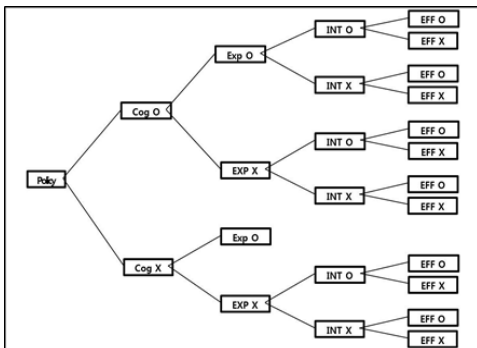 EFF O
INT O
EFF X
Exp O
EFF O
INT X
EFF X
Cog O
EFF O
INT O
EFF X
EXP X
EFF O
INT X
EFF X
Policy
Exp O
Cog X
EFF O
INT O
EFF X
EXP X
EFF O
INT X
EFF X